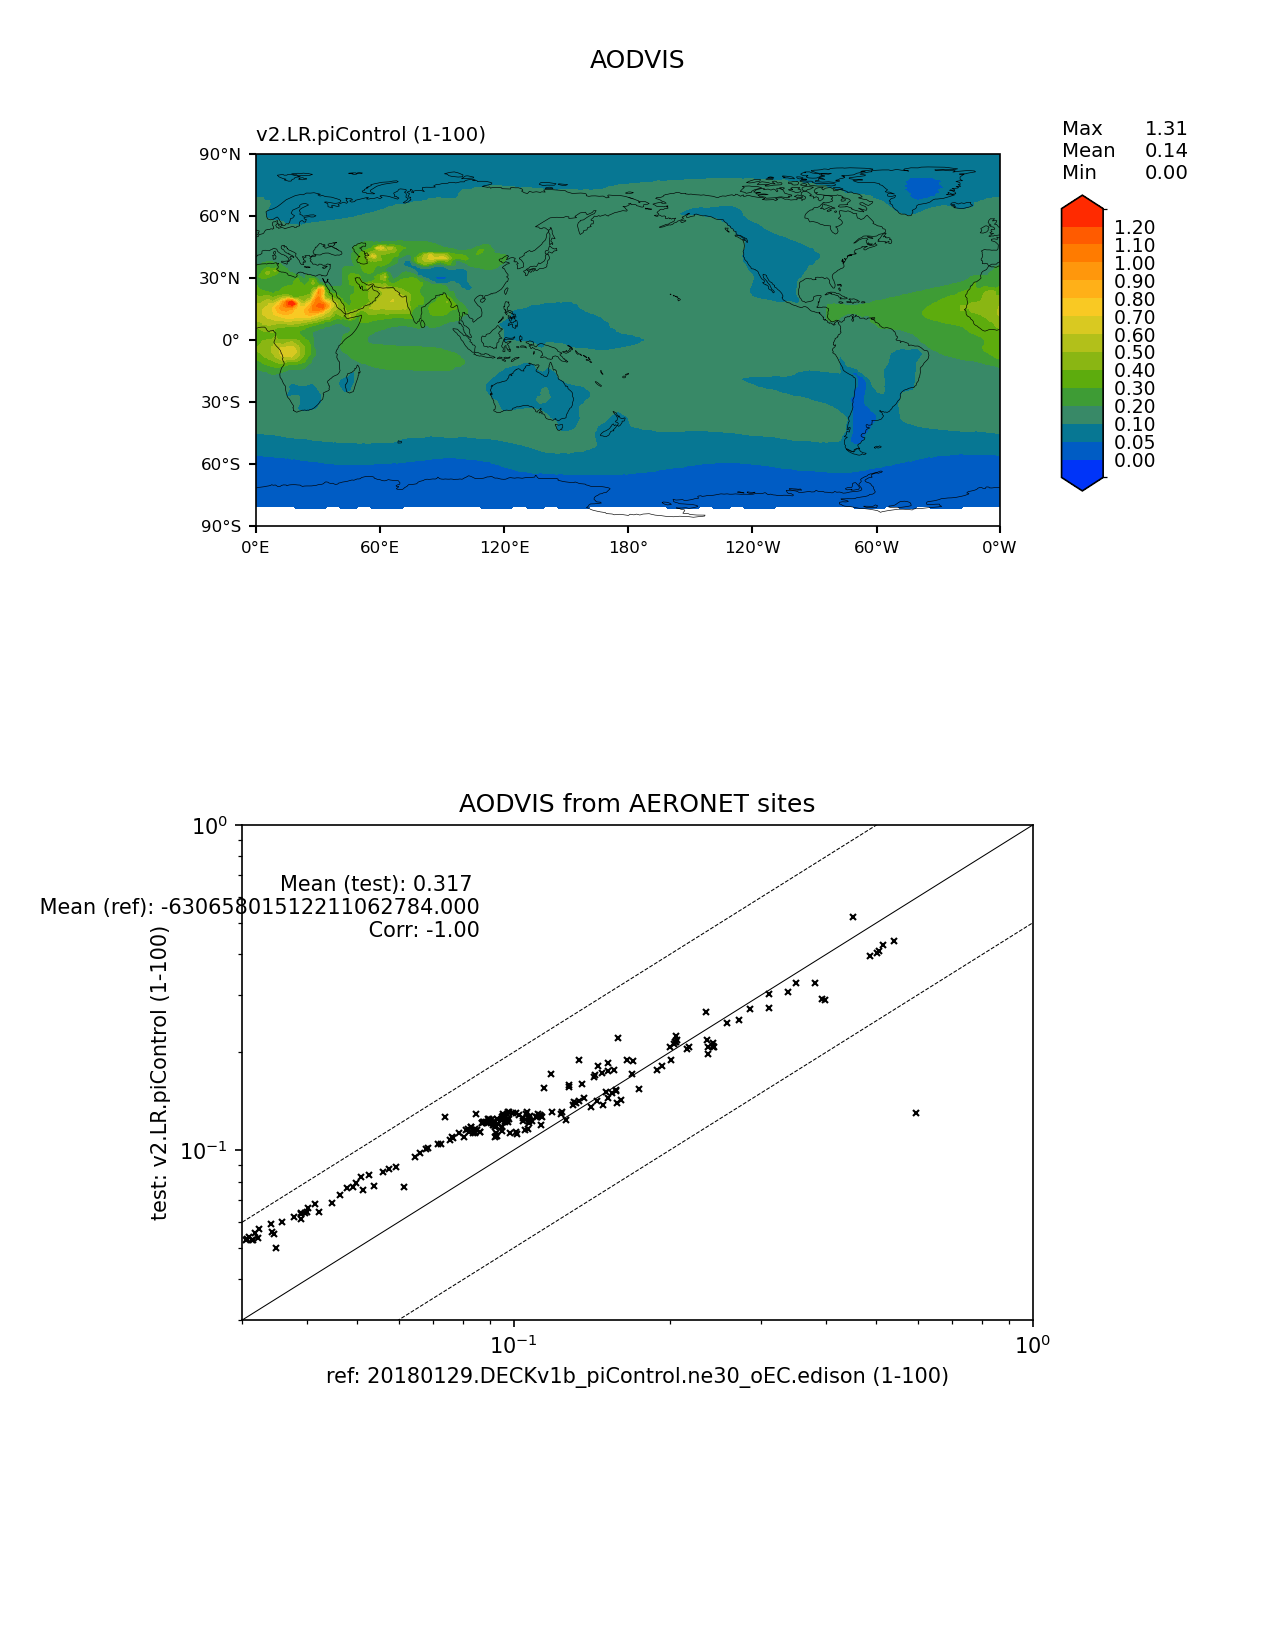 AODVIS
v2.LR.piControl (1-100)
Max 1.31
Mean 0.14
Min 0.00
90°N
60°N
30°N
0°
30°S
60°S
90°S
0°E 60°E 120°E 180° 120°W 60°W 0°W
1.20
1.10
1.00
0.90
0.80
0.70
0.60
0.50
0.40
0.30
0.20
0.10
0.05
0.00
AODVIS from AERONET sites
Mean (test): 0.317
Mean (ref): -63065801512211062784.000
Corr: -1.00
test: v2.LR.piControl (1-100)
10⁰
10⁻¹
10⁻¹ 10⁰
ref: 20180129.DECKv1b_piControl.ne30_oEC.edison (1-100)